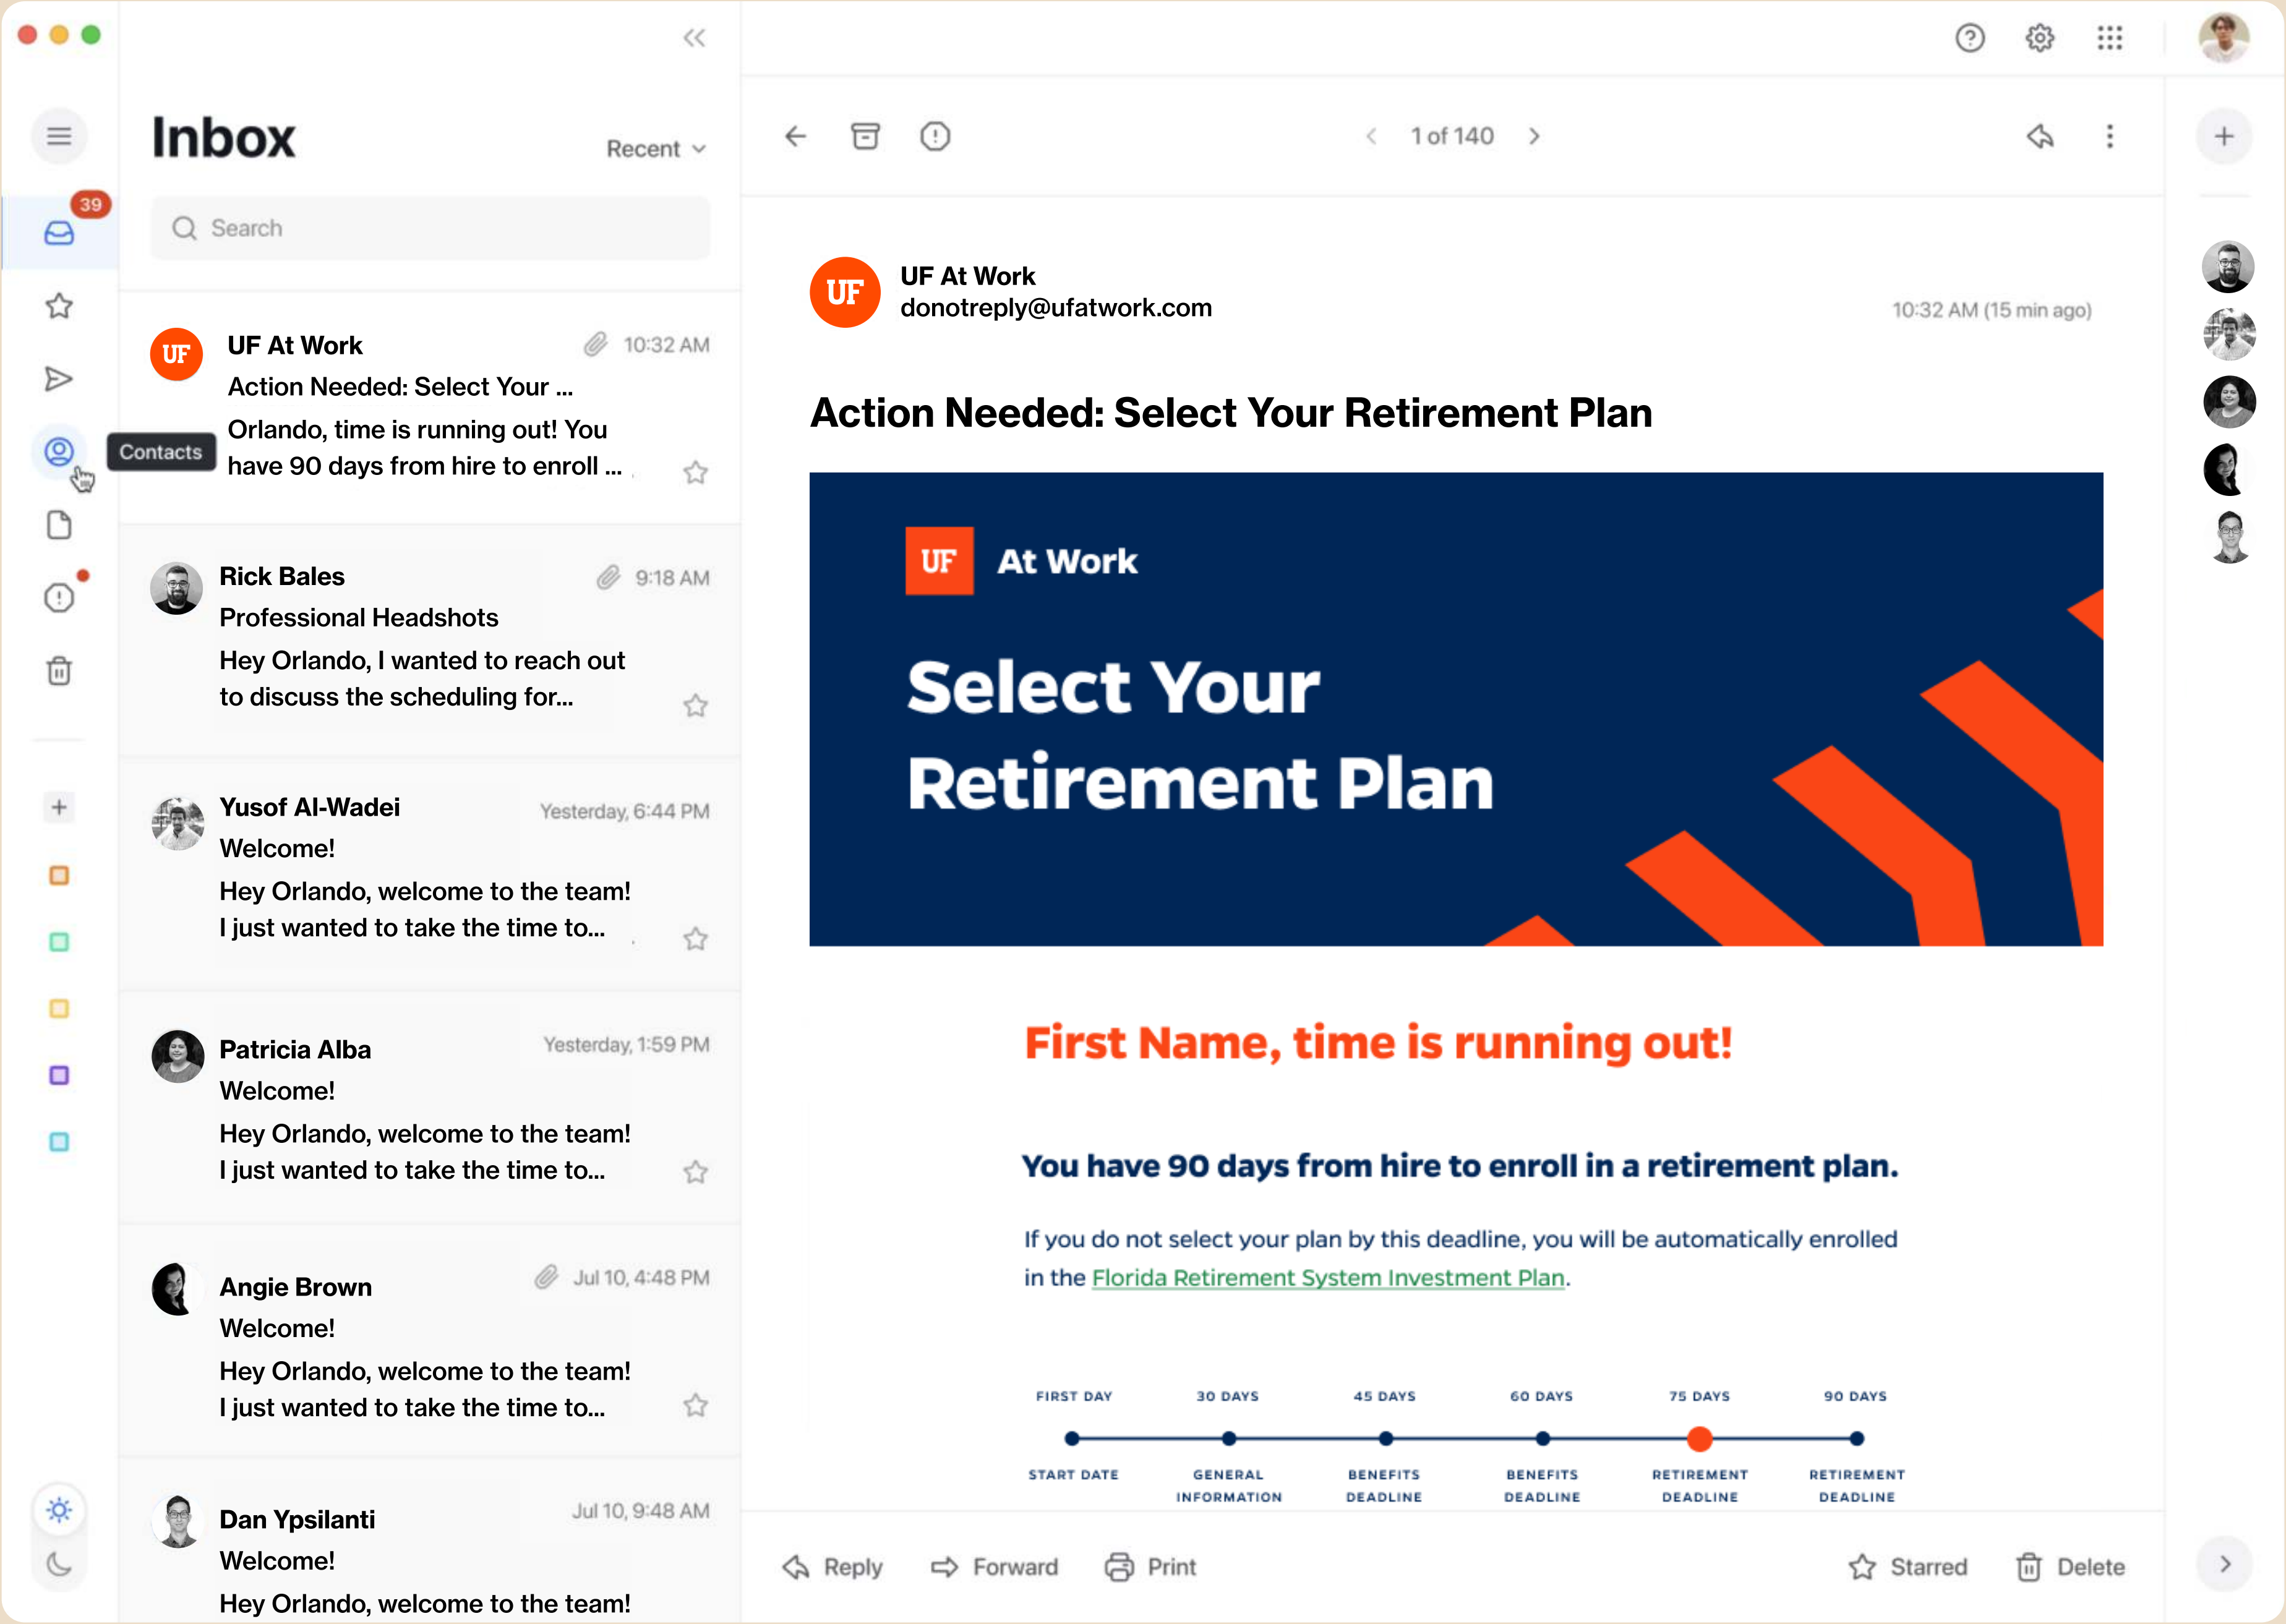 Inbox
Recent
39
Search
Contacts
UF
UF At Work
10:32 AM
Action Needed: Select Your ...
Orlando, time is running out! You
have 90 days from hire to enroll ...
Rick Bales
9:18 AM
Professional Headshots
Hey Orlando, I wanted to reach out
to discuss the scheduling for...
Yusof Al-Wadei
Yesterday, 6:44 PM
Welcome!
Hey Orlando, welcome to the team!
I just wanted to take the time to...
Patricia Alba
Yesterday, 1:59 PM
Welcome!
Hey Orlando, welcome to the team!
I just wanted to take the time to...
Angie Brown
Jul 10, 4:48 PM
Welcome!
Hey Orlando, welcome to the team!
I just wanted to take the time to...
Dan Ypsilanti
Jul 10, 9:48 AM
Welcome!
Hey Orlando, welcome to the team!
1 of 140
UF
UF At Work
donotreply@ufatwork.com
10:32 AM (15 min ago)
Action Needed: Select Your Retirement Plan
UF At Work
Select Your
Retirement Plan
First Name, time is running out!
You have 90 days from hire to enroll in a retirement plan.
If you do not select your plan by this deadline, you will be automatically enrolled
in the Florida Retirement System Investment Plan.
FIRST DAY 30 DAYS 45 DAYS 60 DAYS 75 DAYS 90 DAYS
START DATE GENERAL BENEFITS BENEFITS RETIREMENT RETIREMENT
INFORMATION DEADLINE DEADLINE DEADLINE DEADLINE
Reply Forward Print Starred Delete